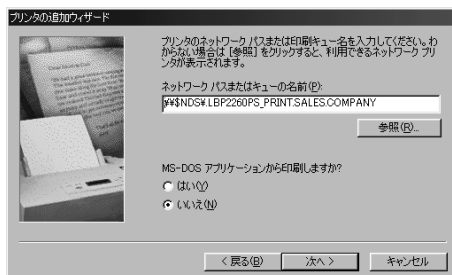 プリンタの追加ウィザード
プリンタのネットワーク パスまたは印刷キュー名を入力してください。わ
からない場合は [参照] をクリックすると、利用できるネットワーク プリ
ンタが表示されます。
ネットワーク パスまたはキューの名前(P):
¥¥$NDS¥.LBP2260PS_PRINT.SALES.COMPANY
参照(R)...
MS-DOS アプリケーションから印刷しますか?
はい(Y)
いいえ(N)
< 戻る(B)
次へ >
キャンセル